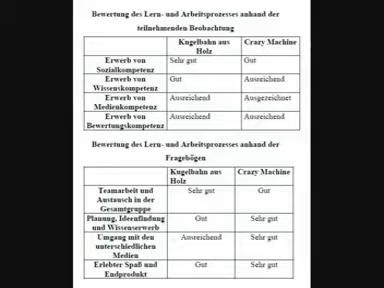 Bewertung des Lern- und Arbeitsprozesses anhand der
teilnehmenden Beobachtung
Kugelbahn aus Holz
Crazy Machine
Erwerb von Sozialkompetenz
Sehr gut
Gut
Erwerb von Wissenskompetenz
Gut
Ausreichend
Erwerb von Medienkompetenz
Ausreichend
Ausgezeichnet
Erwerb von Bewertungskompetenz
Ausreichend
Ausreichend
Bewertung des Lern- und Arbeitsprozesses anhand der
Fragebögen
Kugelbahn aus Holz
Crazy Machine
Teamarbeit und Austausch in der Gesamtgruppe
Sehr gut
Gut
Planung, Ideenfindung und Wissenserwerb
Gut
Sehr gut
Umgang mit den unterschiedlichen Medien
Ausreichend
Sehr gut
Erlebter Spaß und Endprodukt
Gut
Sehr gut